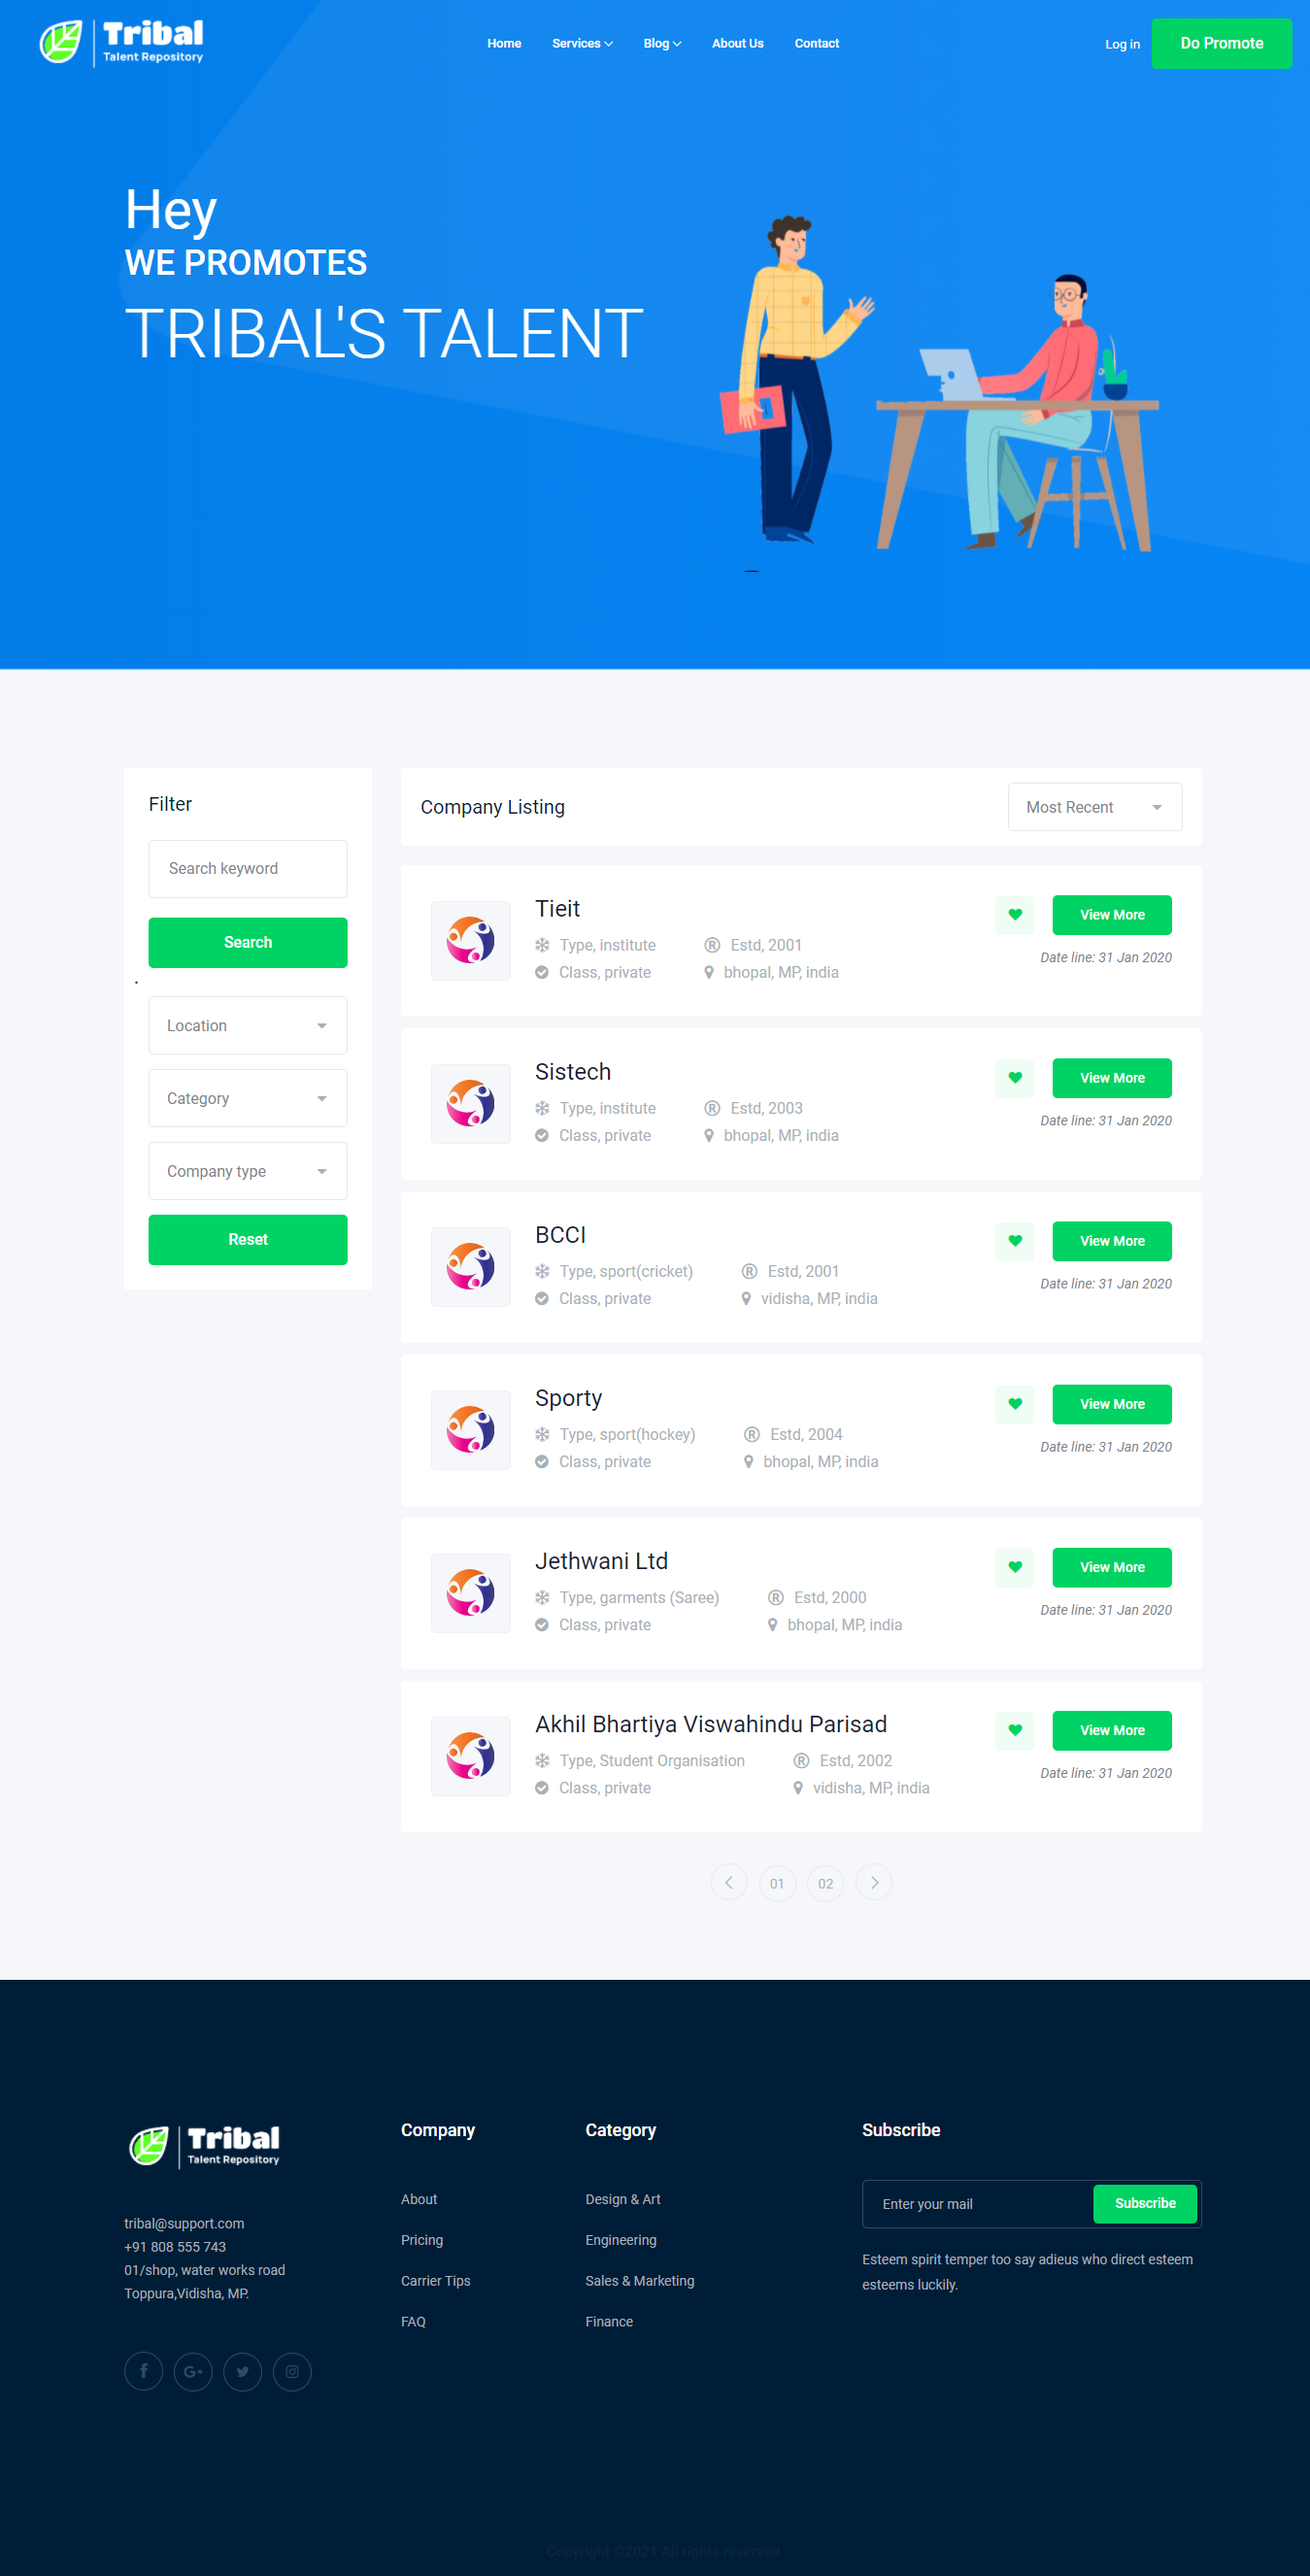 Tribal
Talent Repository
Home Services Blog About Us Contact
Log in
Do Promote
Hey
WE PROMOTES
TRIBAL'S TALENT
Filter
Search keyword
Search
.
Location
Category
Company type
Reset
Company Listing
Most Recent
Tieit
Type, institute
Estd, 2001
Class, private
bhopal, MP, india
View More
Date line: 31 Jan 2020
Sistech
Type, institute
Estd, 2003
Class, private
bhopal, MP, india
View More
Date line: 31 Jan 2020
BCCI
Type, sport(cricket)
Estd, 2001
Class, private
vidisha, MP, india
View More
Date line: 31 Jan 2020
Sporty
Type, sport(hockey)
Estd, 2004
Class, private
bhopal, MP, india
View More
Date line: 31 Jan 2020
Jethwani Ltd
Type, garments (Saree)
Estd, 2000
Class, private
bhopal, MP, india
View More
Date line: 31 Jan 2020
Akhil Bhartiya Viswahindu Parisad
Type, Student Organisation
Estd, 2002
Class, private
vidisha, MP, india
View More
Date line: 31 Jan 2020
01 02
Tribal
Talent Repository
tribal@support.com
+91 808 555 743
01/shop, water works road
Toppura,Vidisha, MP.
Company
About
Pricing
Carrier Tips
FAQ
Category
Design & Art
Engineering
Sales & Marketing
Finance
Subscribe
Enter your mail
Subscribe
Esteem spirit temper too say adieus who direct esteem
esteems luckily.
Copyright ©2021 All rights reserved